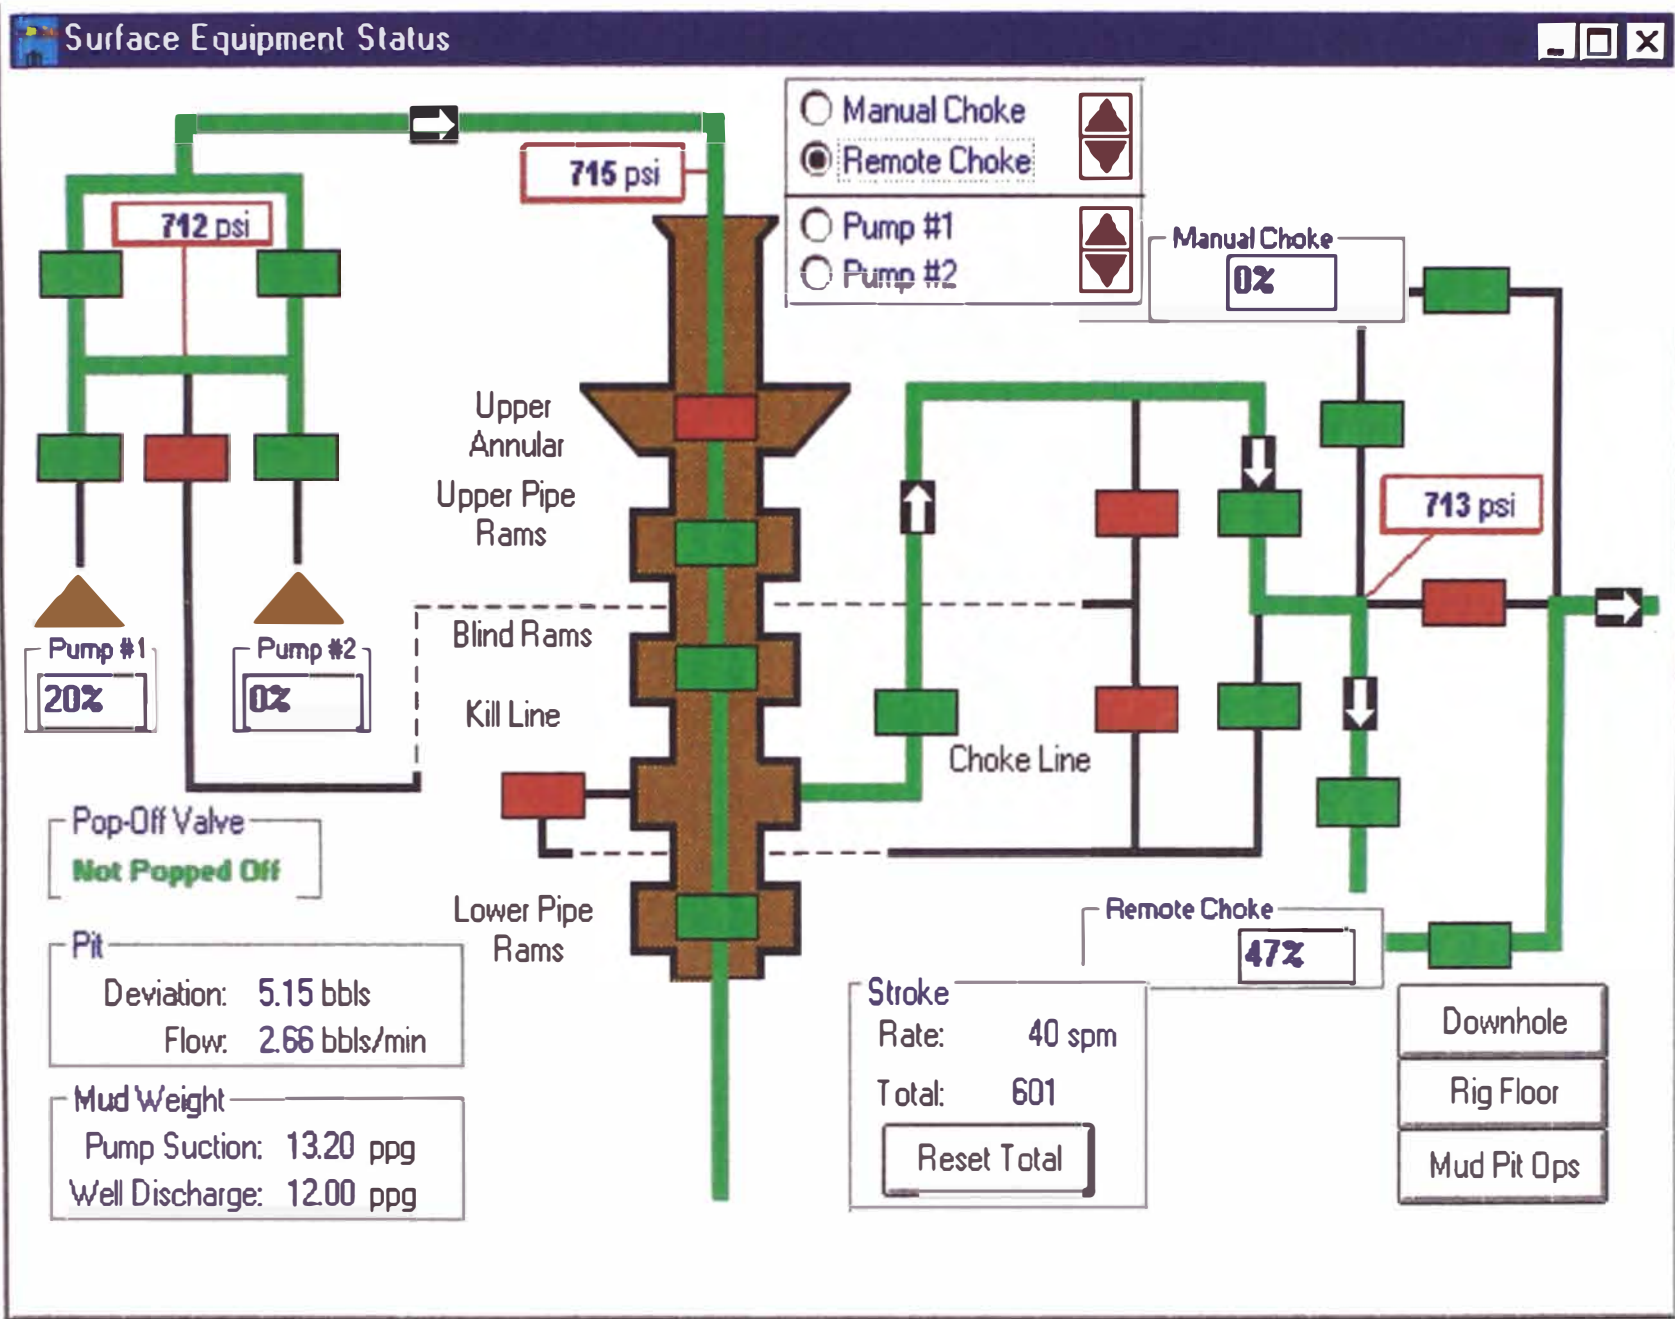 Surface Equipment Status
Manual Choke
Remote Choke
Pump #1
Pump #2
715 psi
712 psi
Manual Choke
0%
Upper
Annular
Upper Pipe
Rams
713 psi
Blind Rams
Pump #1
20%
Pump #2
0%
Kill Line
Choke Line
Pop-Off Valve
Not Popped Off
Lower Pipe
Rams
Remote Choke
47%
Pit
Deviation: 5.15 bbls
Flow: 2.66 bbls/min
Stroke
Rate: 40 spm
Total: 601
Reset Total
Downhole
Rig Floor
Mud Pit Ops
Mud Weight
Pump Suction: 13.20 ppg
Well Discharge: 12.00 ppg